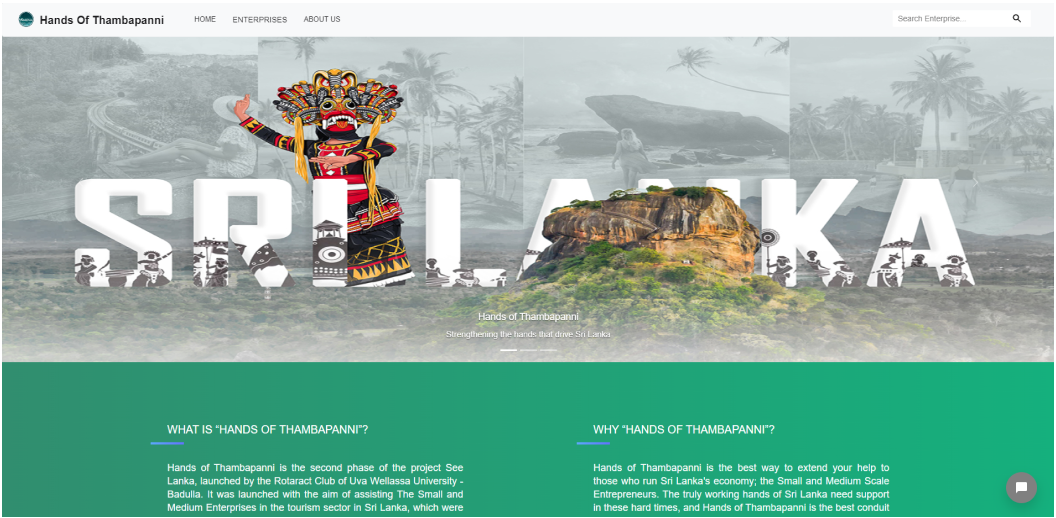 Hands Of Thambapanni
HOME
ENTERPRISES
ABOUT US
Search Enterprise...
SRI LANKA
Hands of Thambapanni
Strengthening the hands that drive Sri Lanka
WHAT IS “HANDS OF THAMBAPANNI”?
Hands of Thambapanni is the second phase of the project See
Lanka, launched by the Rotaract Club of Uva Wellassa University -
Badulla. It was launched with the aim of assisting The Small and
Medium Enterprises in the tourism sector in Sri Lanka, which were
WHY “HANDS OF THAMBAPANNI”?
Hands of Thambapanni is the best way to extend your help to
those who run Sri Lanka's economy; the Small and Medium Scale
Entrepreneurs. The truly working hands of Sri Lanka need support
in these hard times, and Hands of Thambapanni is the best conduit